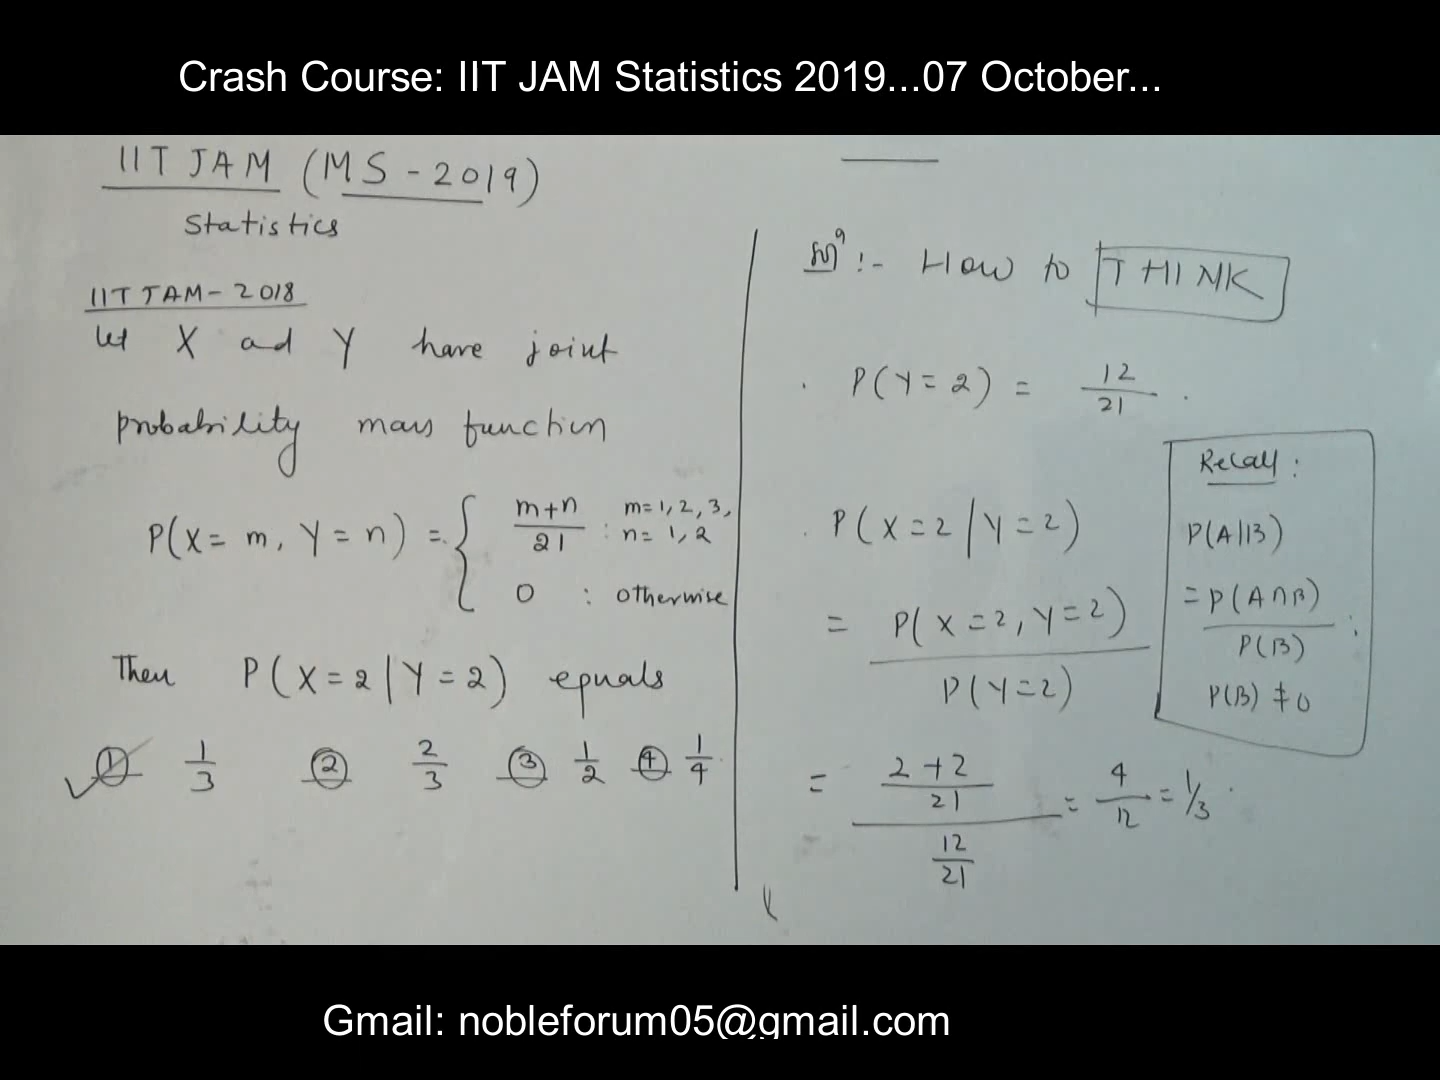 Crash Course: IIT JAM Statistics 2019...07 October...
IIT JAM (MS - 2019)
Statistics
IIT JAM - 2018
Let X and Y have joint
probability mass function
P(X = m, Y = n) = { m+n/21 : m=1,2,3, n=1,2
0 : otherwise
Then P(X=2|Y=2) equals
① 1/3 ② 2/3 ③ 1/2 ④ 1/4
Solⁿ :- How to THINK
P(Y=2) = 12/21
P(X=2|Y=2)
= P(X=2, Y=2) / P(Y=2)
= (2+2/21) / (12/21) = 4/12 = 1/3
Recall :
P(A|B)
= P(A∩B) / P(B)
P(B) ≠ 0
Gmail: nobleforum05@gmail.com